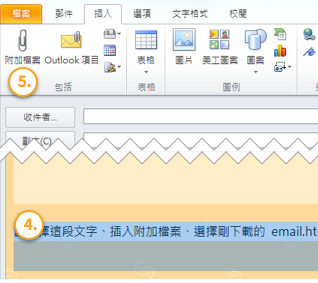 檔案 郵件 插入 選項 文字格式 校閱
附加檔案 Outlook 項目 表格 圖片 美工圖案 圖案
5.
包括 表格 圖例
收件者...
副本(C)
4.
擇這段文字、插入附加檔案、選擇剛下載的 email.ht